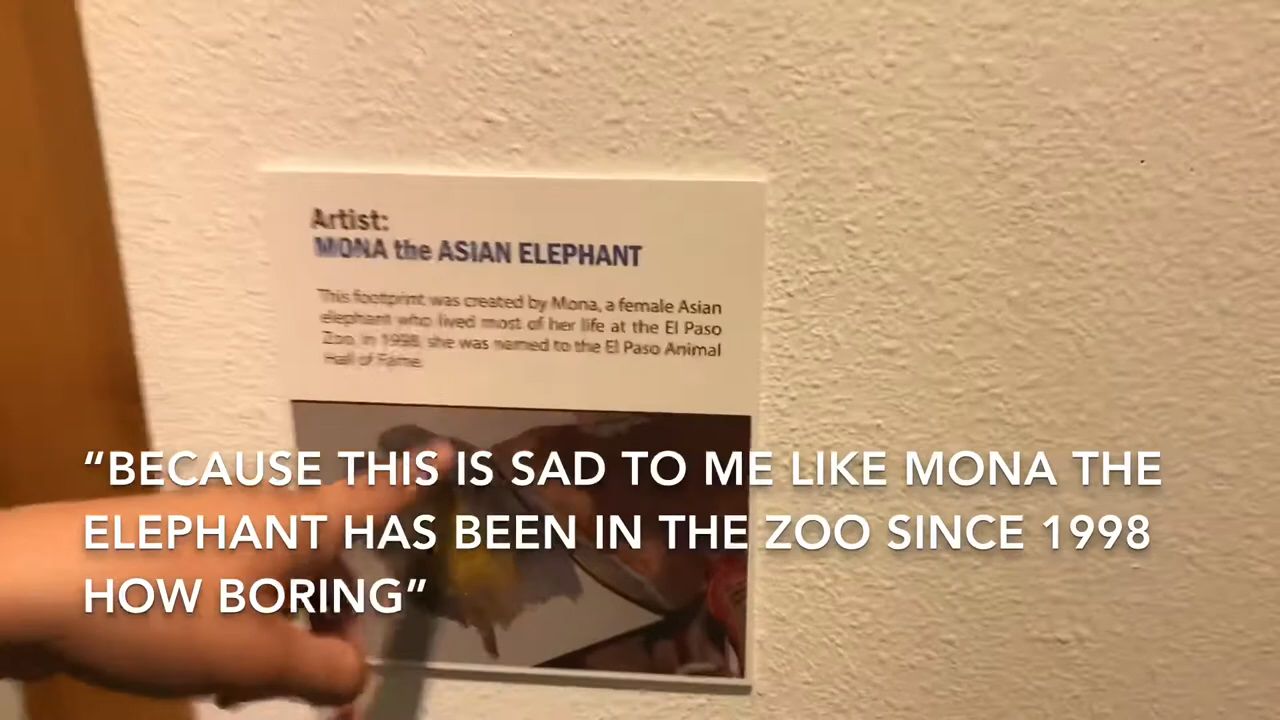 Artist:
MONA the ASIAN ELEPHANT
This footprint was created by Mona, a female Asian
elephant who lived most of her life at the El Paso
Zoo. In 1998, she was named to the El Paso Animal
Hall of Fame.
“BECAUSE THIS IS SAD TO ME LIKE MONA THE
ELEPHANT HAS BEEN IN THE ZOO SINCE 1998
HOW BORING”